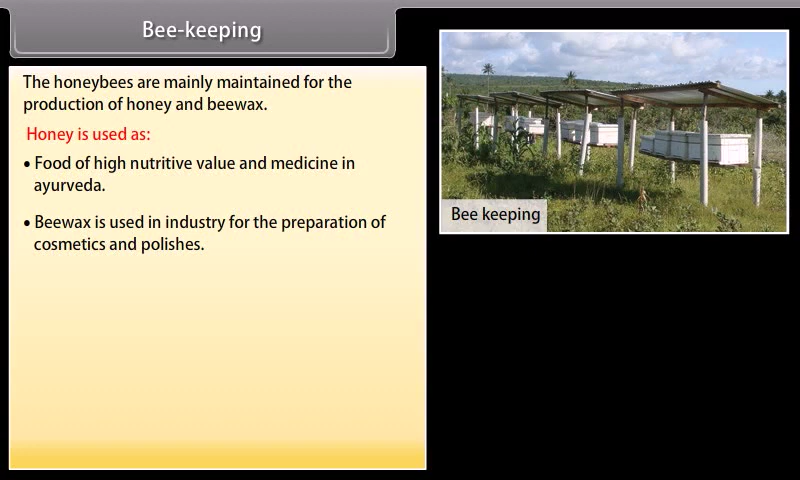 Bee-keeping
The honeybees are mainly maintained for the
production of honey and beewax.
Honey is used as:
• Food of high nutritive value and medicine in
ayurveda.
• Beewax is used in industry for the preparation of
cosmetics and polishes.
Bee keeping